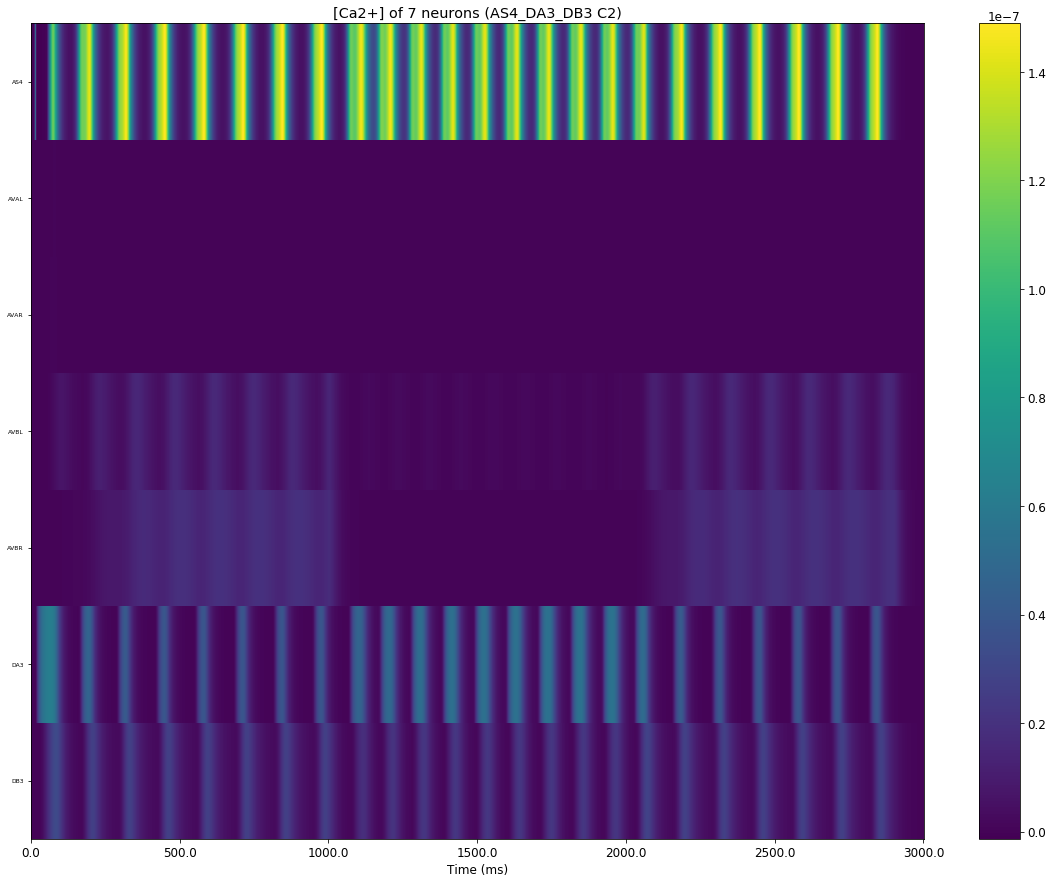 [Ca2+] of 7 neurons (AS4_DA3_DB3 C2)
1e−7
AS4
AVAL
AVAR
AVBL
AVBR
DA3
DB3
1.4
1.2
1.0
0.8
0.6
0.4
0.2
0.0
0.0 500.0 1000.0 1500.0 2000.0 2500.0 3000.0
Time (ms)